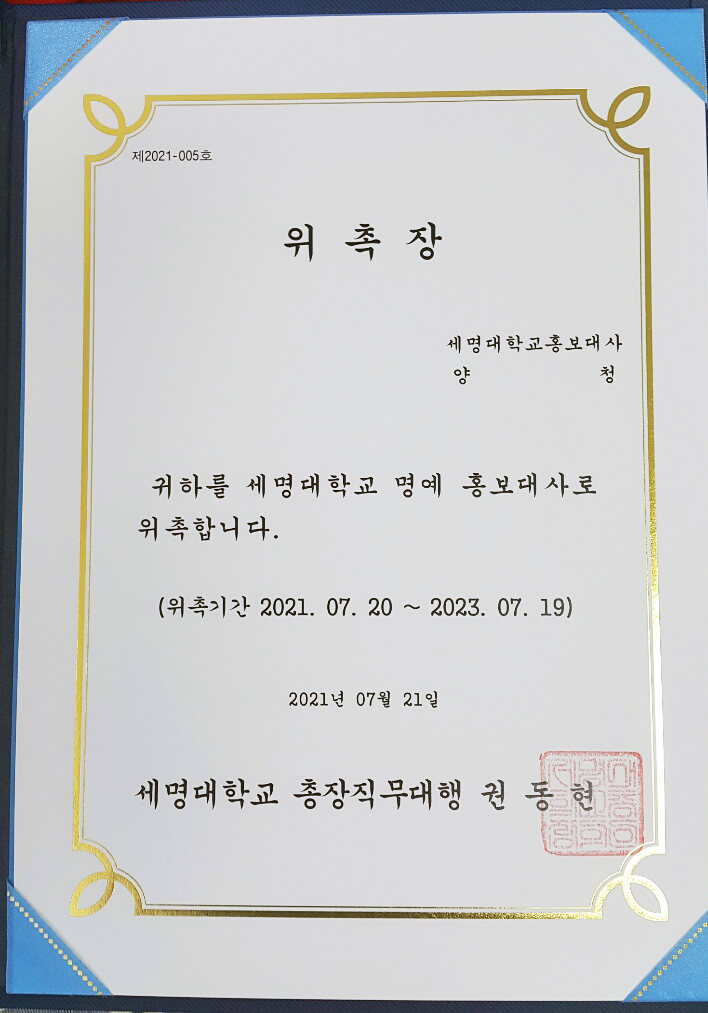 제2021-005호
위 촉 장
세명대학교홍보대사
양 청
귀하를 세명대학교 명예 홍보대사로
위촉합니다.
(위촉기간 2021. 07. 20 ~ 2023. 07. 19)
2021년 07월 21일
세명대학교 총장직무대행 권 동 현